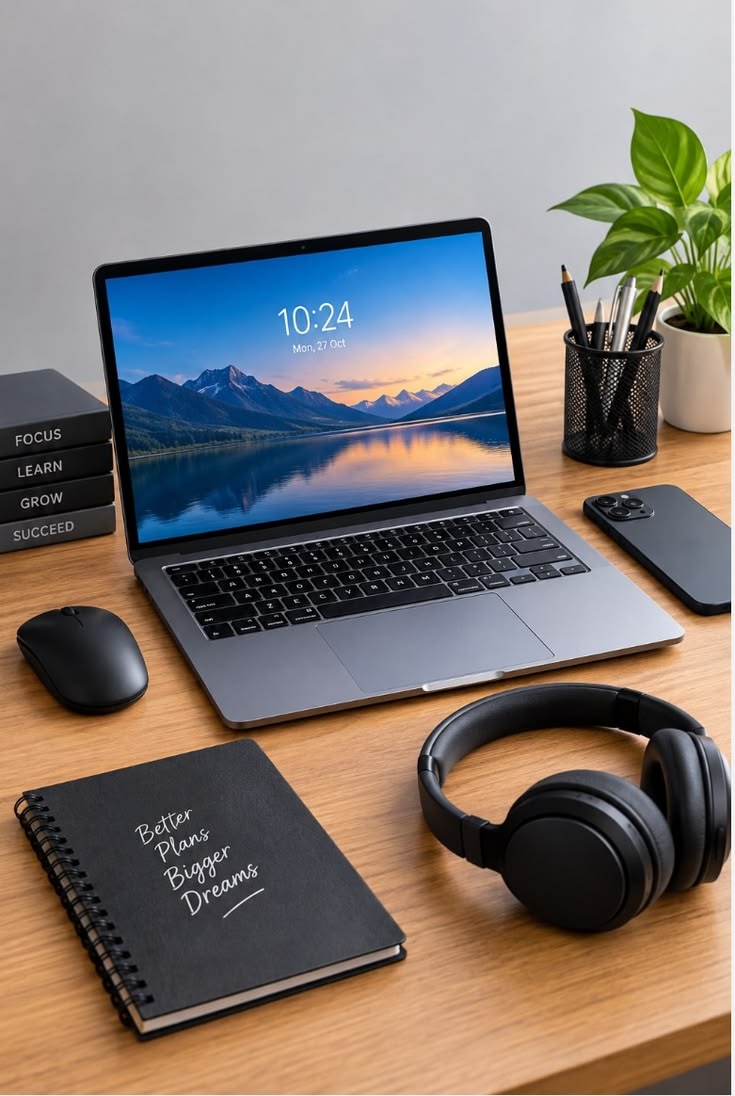 10:24
Mon, 27 Oct
FOCUS
LEARN
GROW
SUCCEED
Better
Plans
Bigger
Dreams